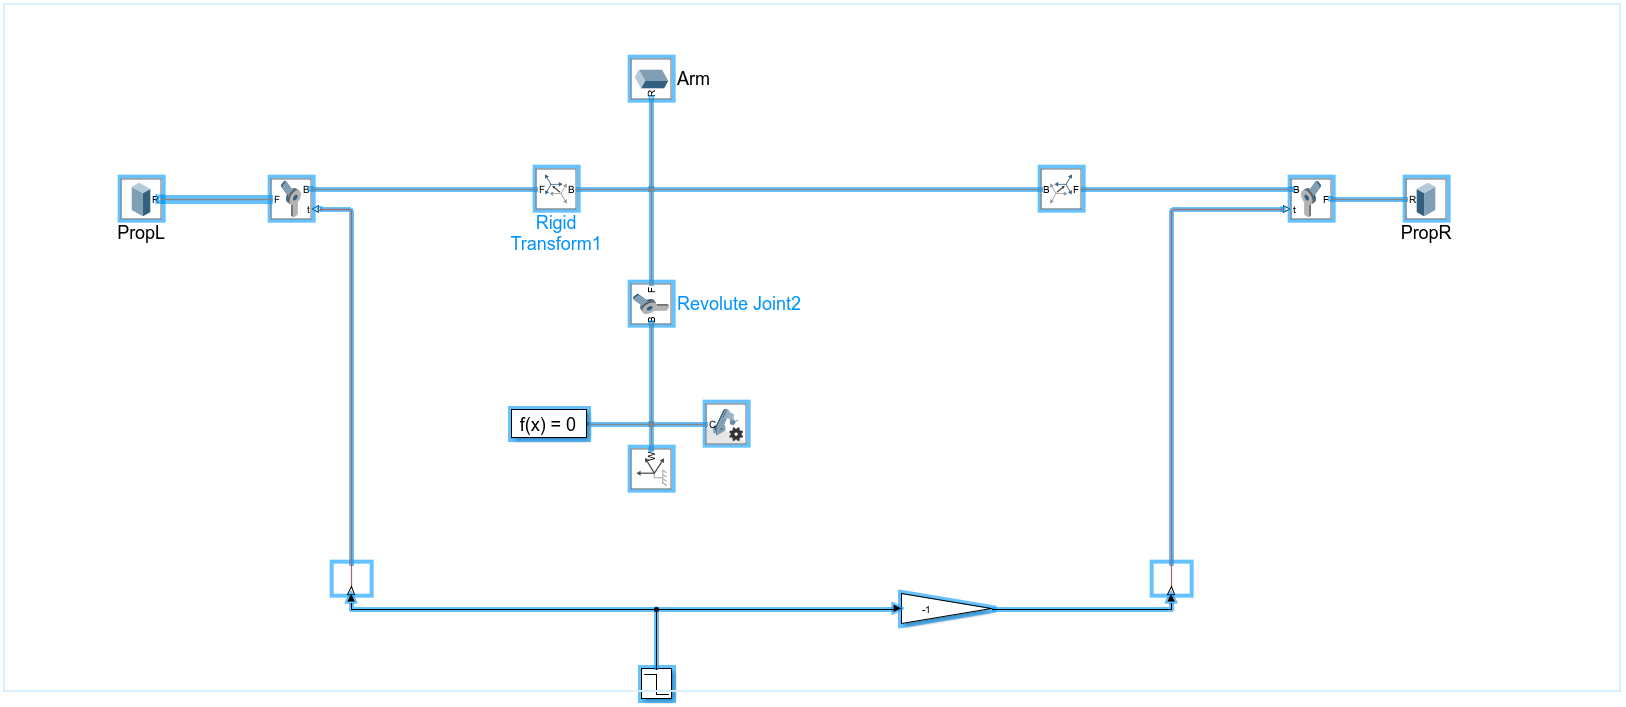 Arm
R
PropL
R
F
B
t
F
B
Rigid
Transform1
B
F
B
t
F
R
PropR
F
B
Revolute Joint2
f(x) = 0
C
W
-1